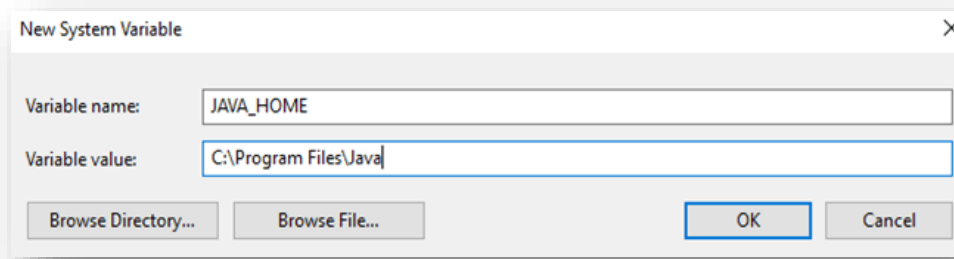 New System Variable
Variable name: JAVA_HOME
Variable value: C:\Program Files\Java
Browse Directory... Browse File... OK Cancel